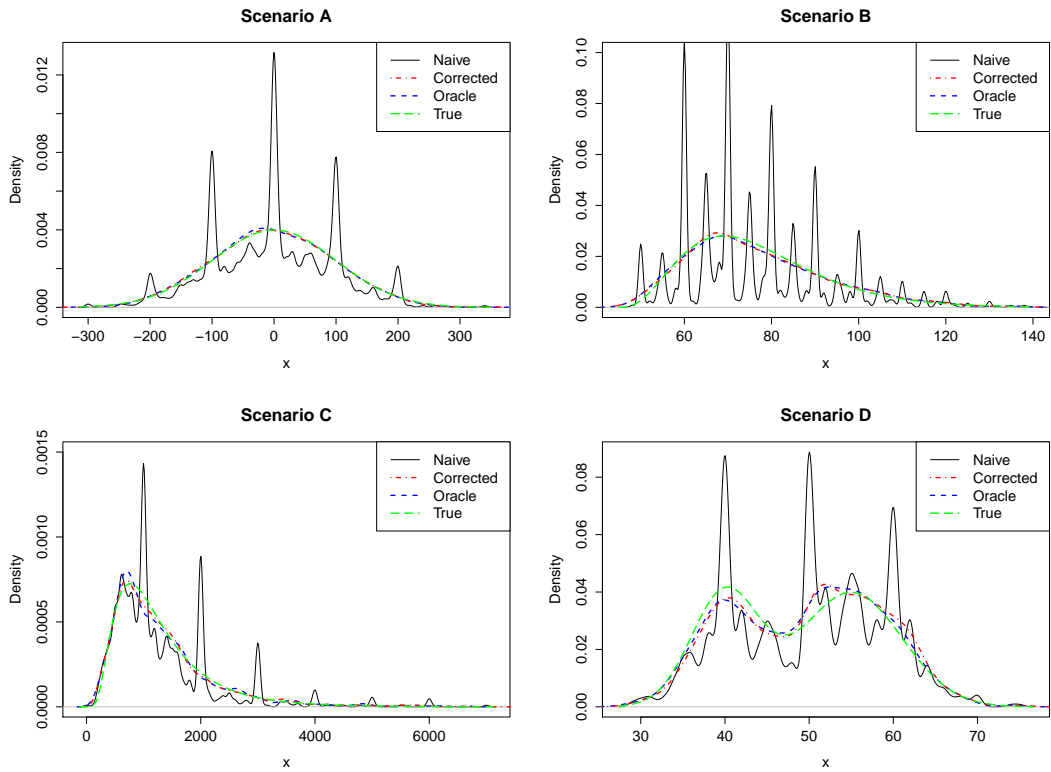 Scenario A
Density
0.000
0.004
0.008
0.012
−300
−200
−100
0
100
200
300
x
Naive
Corrected
Oracle
True
Scenario B
Density
0.00
0.02
0.04
0.06
0.08
0.10
60
80
100
120
140
x
Naive
Corrected
Oracle
True
Scenario C
Density
0.0000
0.0005
0.0010
0.0015
0
2000
4000
6000
x
Naive
Corrected
Oracle
True
Scenario D
Density
0.00
0.02
0.04
0.06
0.08
30
40
50
60
70
x
Naive
Corrected
Oracle
True